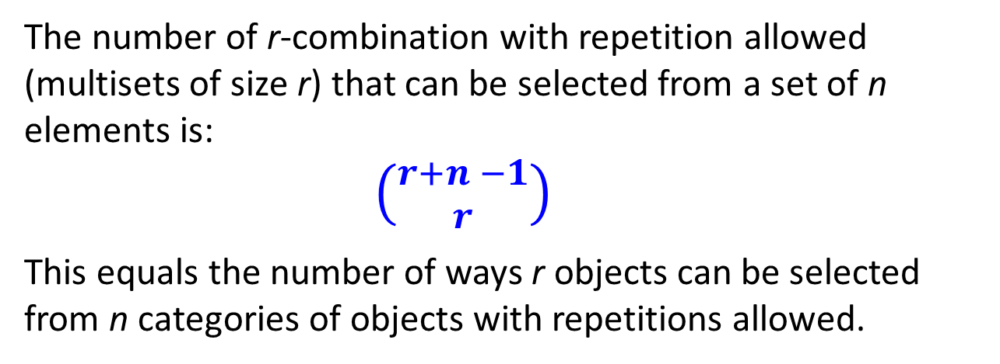 The number of r-combination with repetition allowed
(multisets of size r) that can be selected from a set of n
elements is:
(r+n −1
r)
This equals the number of ways r objects can be selected
from n categories of objects with repetitions allowed.